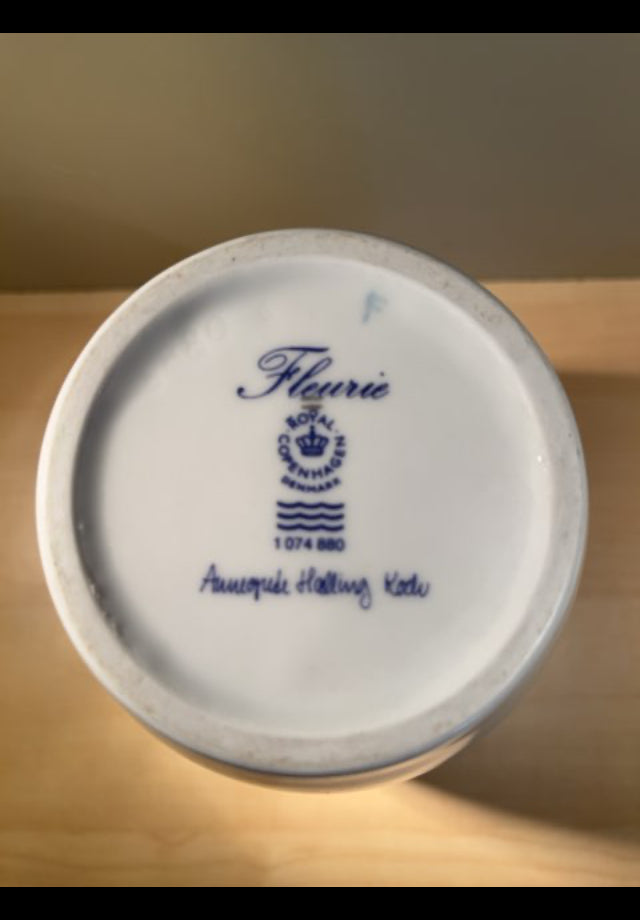 F
Fleurie
ROYAL
COPENHAGEN
DENMARK
1 074 880
Annegrete Halling Koch